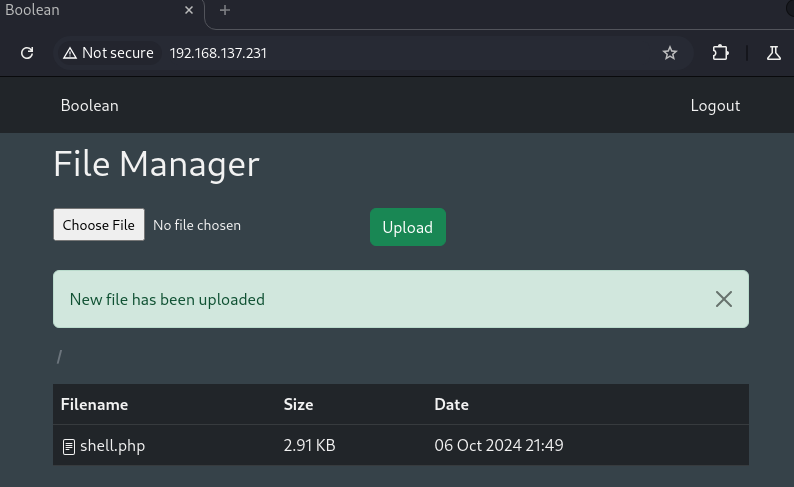 Boolean
Not secure 192.168.137.231
Boolean Logout
File Manager
Choose File No file chosen Upload
New file has been uploaded
/
Filename Size Date
shell.php 2.91 KB 06 Oct 2024 21:49